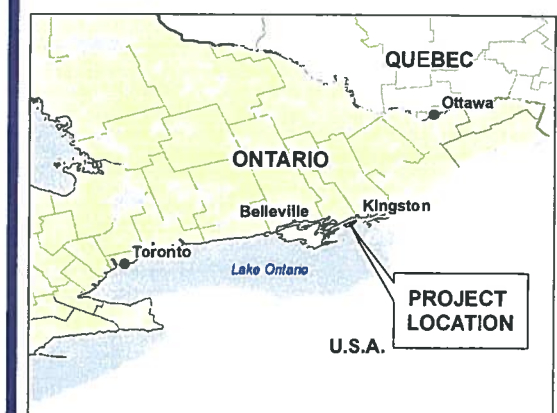 QUEBEC
Ottawa
ONTARIO
Belleville
Kingston
Toronto
Lake Ontario
PROJECT
LOCATION
U.S.A.